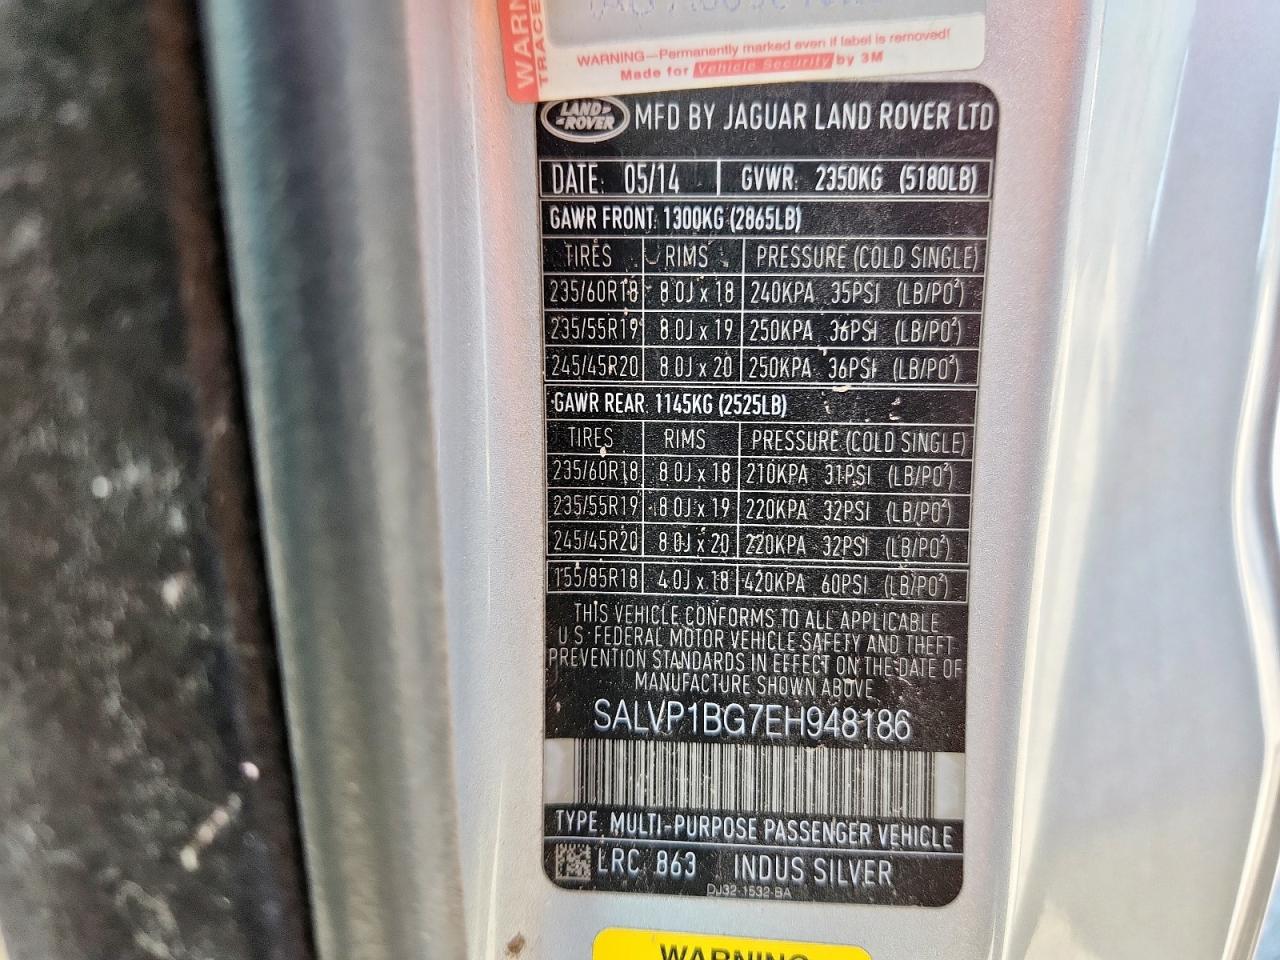 WARN
TRACE
WARNING—Permanently marked even if label is removed!
Made for Vehicle Security by 3M
LAND-
-ROVER
MFD BY JAGUAR LAND ROVER LTD
DATE: 05/14 GVWR: 2350KG (5180LB)
GAWR FRONT: 1300KG (2865LB)
TIRES RIMS PRESSURE (COLD SINGLE)
235/60R18 8.0J x 18 240KPA 35PSI (LB/PO²)
235/55R19 8.0J x 19 250KPA 36PSI (LB/PO²)
245/45R20 8.0J x 20 250KPA 36PSI (LB/PO²)
GAWR REAR: 1145KG (2525LB)
TIRES RIMS PRESSURE (COLD SINGLE)
235/60R18 8.0J x 18 210KPA 31PSI (LB/PO²)
235/55R19 8.0J x 19 220KPA 32PSI (LB/PO²)
245/45R20 8.0J x 20 220KPA 32PSI (LB/PO²)
155/85R18 4.0J x 18 420KPA 60PSI (LB/PO²)
THIS VEHICLE CONFORMS TO ALL APPLICABLE
U.S. FEDERAL MOTOR VEHICLE SAFETY AND THEFT
PREVENTION STANDARDS IN EFFECT ON THE DATE OF
MANUFACTURE SHOWN ABOVE
SALVP1BG7EH948186
TYPE: MULTI-PURPOSE PASSENGER VEHICLE
LRC 863 INDUS SILVER
DJ32-1532-BA
WARNING